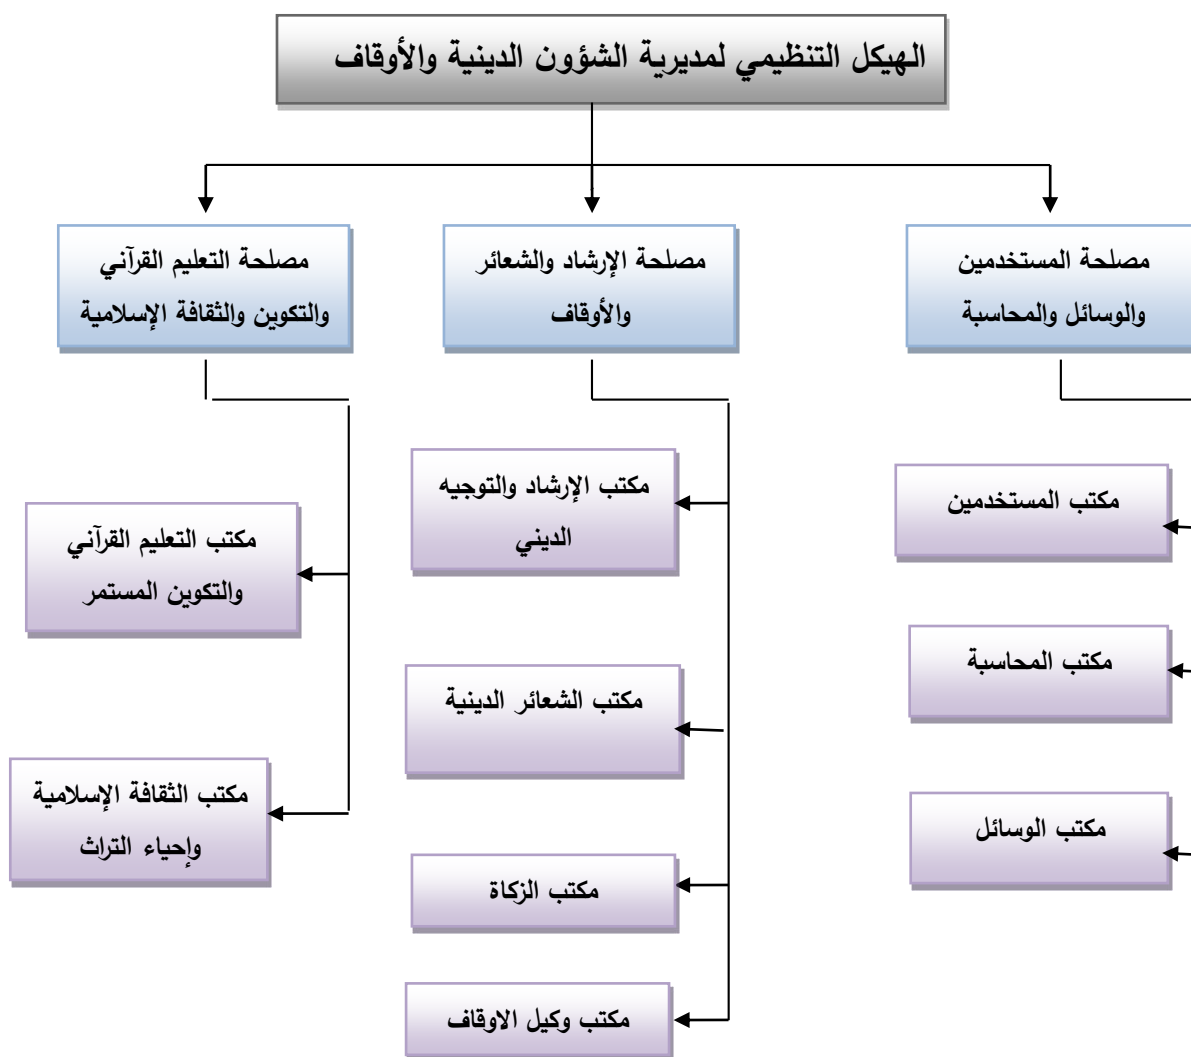 الهيكل التنظيمي لمديرية الشؤون الدينية والأوقاف
مصلحة المستخدمين
والوسائل والمحاسبة
مصلحة الإرشاد والشعائر
والأوقاف
مصلحة التعليم القرآني
والتكوين والثقافة الإسلامية
مكتب المستخدمين
مكتب المحاسبة
مكتب الوسائل
مكتب الإرشاد والتوجيه
الديني
مكتب الشعائر الدينية
مكتب الزكاة
مكتب وكيل الاوقاف
مكتب التعليم القرآني
والتكوين المستمر
مكتب الثقافة الإسلامية
وإحياء التراث